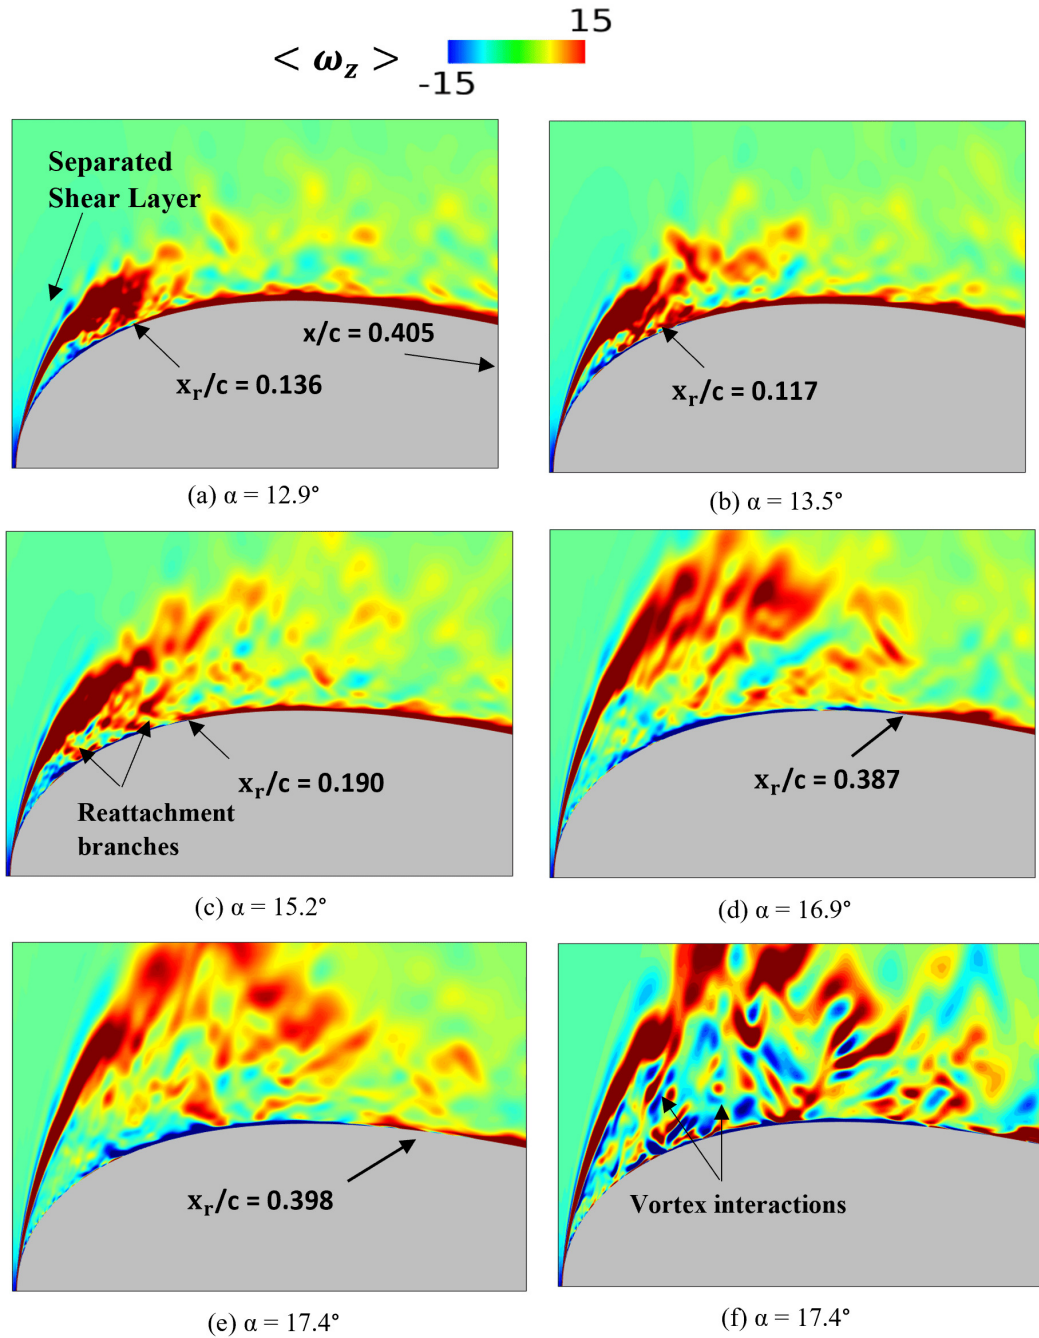 15
< ω_z >
-15
Separated
Shear Layer
x/c = 0.405
x_r/c = 0.136
x_r/c = 0.117
(a) α = 12.9°
(b) α = 13.5°
x_r/c = 0.190
Reattachment
branches
x_r/c = 0.387
(c) α = 15.2°
(d) α = 16.9°
x_r/c = 0.398
Vortex interactions
(e) α = 17.4°
(f) α = 17.4°